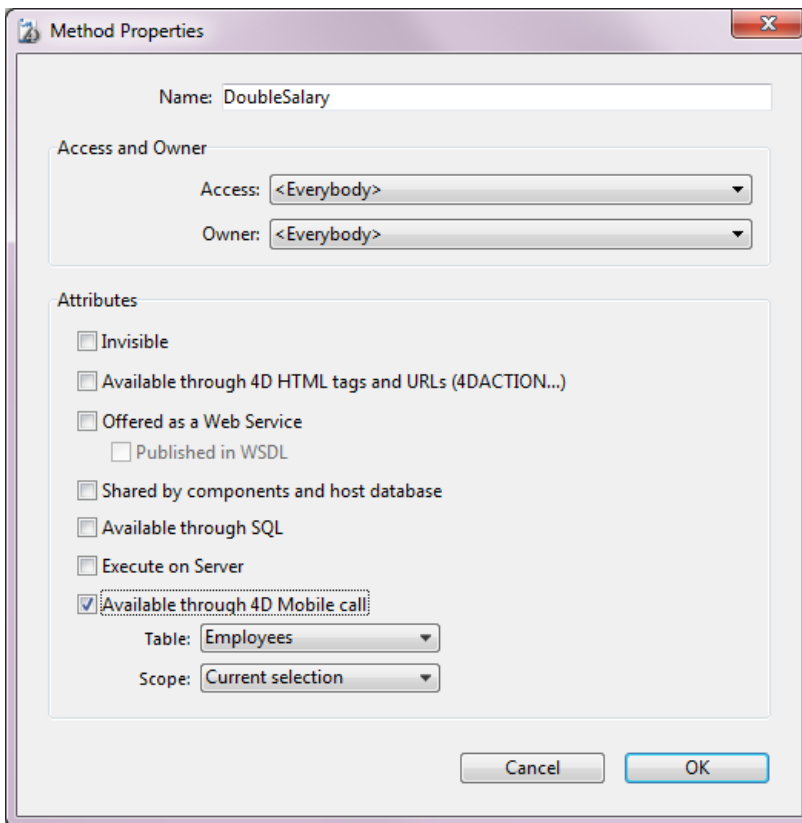 Method Properties
Name: DoubleSalary
Access and Owner
Access: <Everybody>
Owner: <Everybody>
Attributes
Invisible
Available through 4D HTML tags and URLs (4DACTION...)
Offered as a Web Service
Published in WSDL
Shared by components and host database
Available through SQL
Execute on Server
Available through 4D Mobile call
Table: Employees
Scope: Current selection
Cancel OK